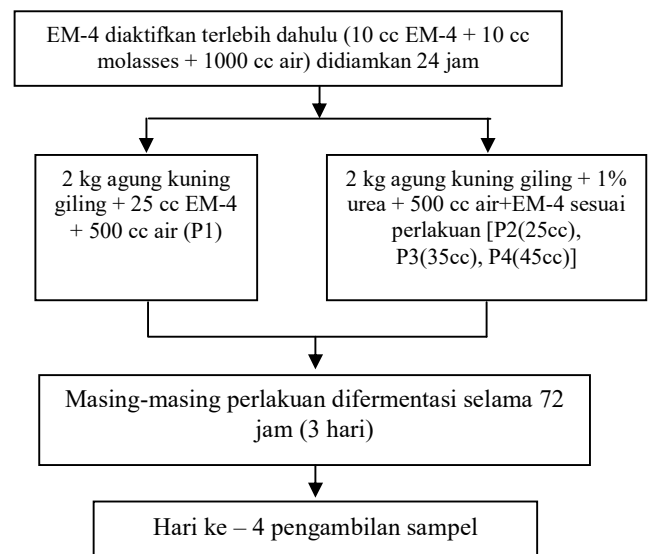 EM-4 diaktifkan terlebih dahulu (10 cc EM-4 + 10 cc
molasses + 1000 cc air) didiamkan 24 jam
2 kg agung kuning
giling + 25 cc EM-4
+ 500 cc air (P1)
2 kg agung kuning giling + 1%
urea + 500 cc air+EM-4 sesuai
perlakuan [P2(25cc),
P3(35cc), P4(45cc)]
Masing-masing perlakuan difermentasi selama 72
jam (3 hari)
Hari ke – 4 pengambilan sampel